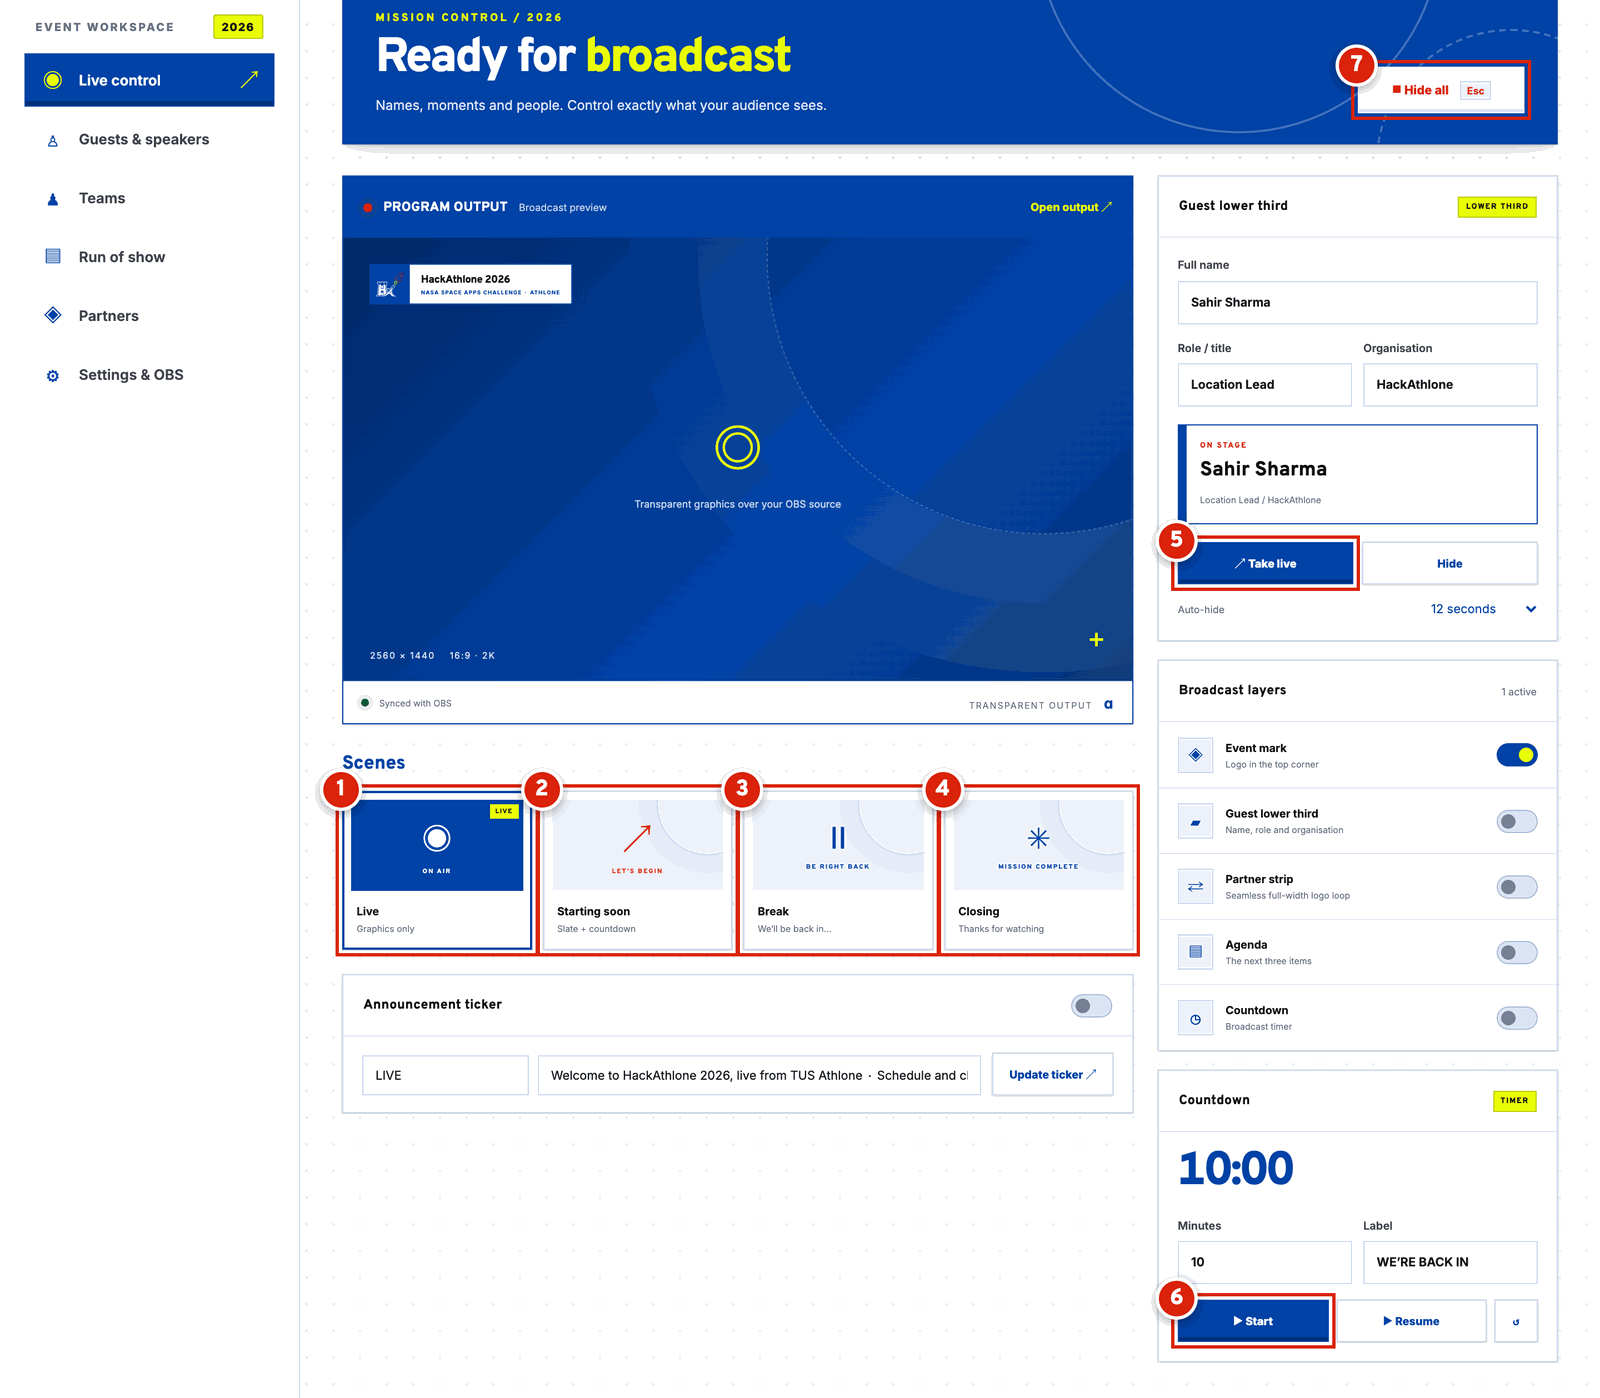 EVENT WORKSPACE 2026
Live control
Guests & speakers
Teams
Run of show
Partners
Settings & OBS
MISSION CONTROL / 2026
Ready for broadcast
Names, moments and people. Control exactly what your audience sees.
7
Hide all Esc
PROGRAM OUTPUT Broadcast preview Open output
HackAthlone 2026
NASA SPACE APPS CHALLENGE · ATHLONE
Transparent graphics over your OBS source
2560 × 1440 16:9 · 2K
Synced with OBS TRANSPARENT OUTPUT α
Scenes
1
LIVE
ON AIR
Live
Graphics only
2
LET'S BEGIN
Starting soon
Slate + countdown
3
BE RIGHT BACK
Break
We'll be back in...
4
MISSION COMPLETE
Closing
Thanks for watching
Announcement ticker
LIVE
Welcome to HackAthlone 2026, live from TUS Athlone · Schedule and
Update ticker
Guest lower third LOWER THIRD
Full name
Sahir Sharma
Role / title Organisation
Location Lead HackAthlone
ON STAGE
Sahir Sharma
Location Lead / HackAthlone
5
Take live Hide
Auto-hide 12 seconds
Broadcast layers 1 active
Event mark
Logo in the top corner
Guest lower third
Name, role and organisation
Partner strip
Seamless full-width logo loop
Agenda
The next three items
Countdown
Broadcast timer
Countdown TIMER
10:00
Minutes Label
10 WE'RE BACK IN
6
Start Resume